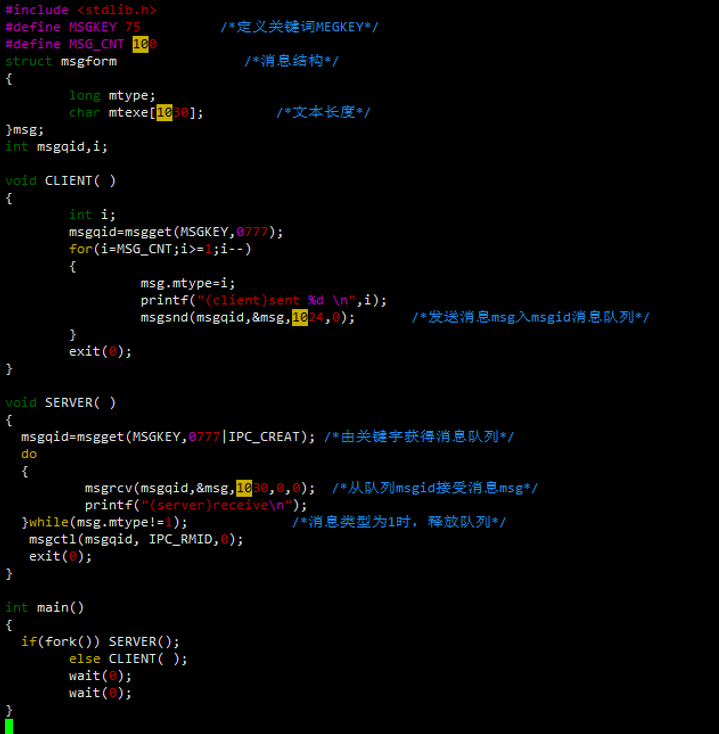 #include <stdlib.h>
#define MSGKEY 75          /*定义关键词MEGKEY*/
#define MSG_CNT 100
struct msgform                /*消息结构*/
{
        long mtype;
        char mtexe[1030];         /*文本长度*/
}msg;
int msgqid,i;

void CLIENT( )
{
        int i;
        msgqid=msgget(MSGKEY,0777);
        for(i=MSG_CNT;i>=1;i--)
        {
                 msg.mtype=i;
                 printf("(client)sent %d \n",i);
                 msgsnd(msgqid,&msg,1024,0);       /*发送消息msg入msgid消息队列*/
        }
        exit(0);
}

void SERVER( )
{
  msgqid=msgget(MSGKEY,0777|IPC_CREAT); /*由关键字获得消息队列*/
  do
  {
          msgrcv(msgqid,&msg,1030,0,0);  /*从队列msgid接受消息msg*/
          printf("(server)receive\n");
  }while(msg.mtype!=1);             /*消息类型为1时，释放队列*/
   msgctl(msgqid, IPC_RMID,0);
   exit(0);
}

int main()
{
  if(fork()) SERVER();
        else CLIENT( );
        wait(0);
        wait(0);
}